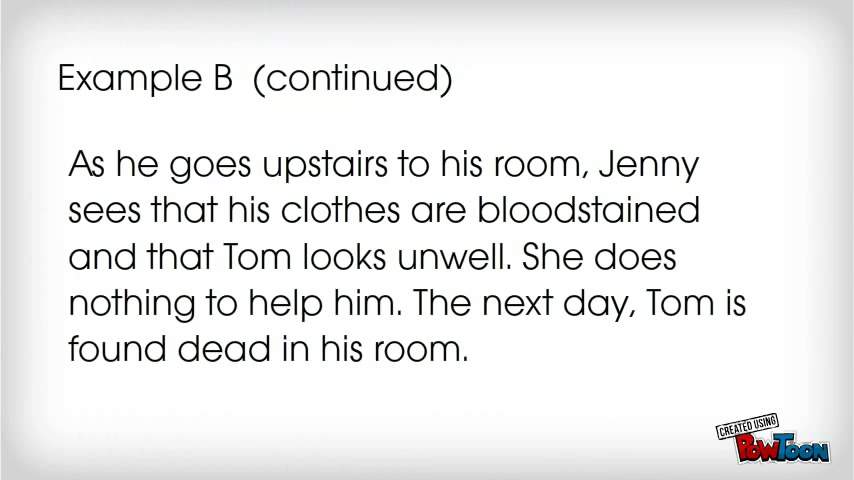 Example B (continued)
As he goes upstairs to his room, Jenny
sees that his clothes are bloodstained
and that Tom looks unwell. She does
nothing to help him. The next day, Tom is
found dead in his room.
CREATED USING
POWTOON